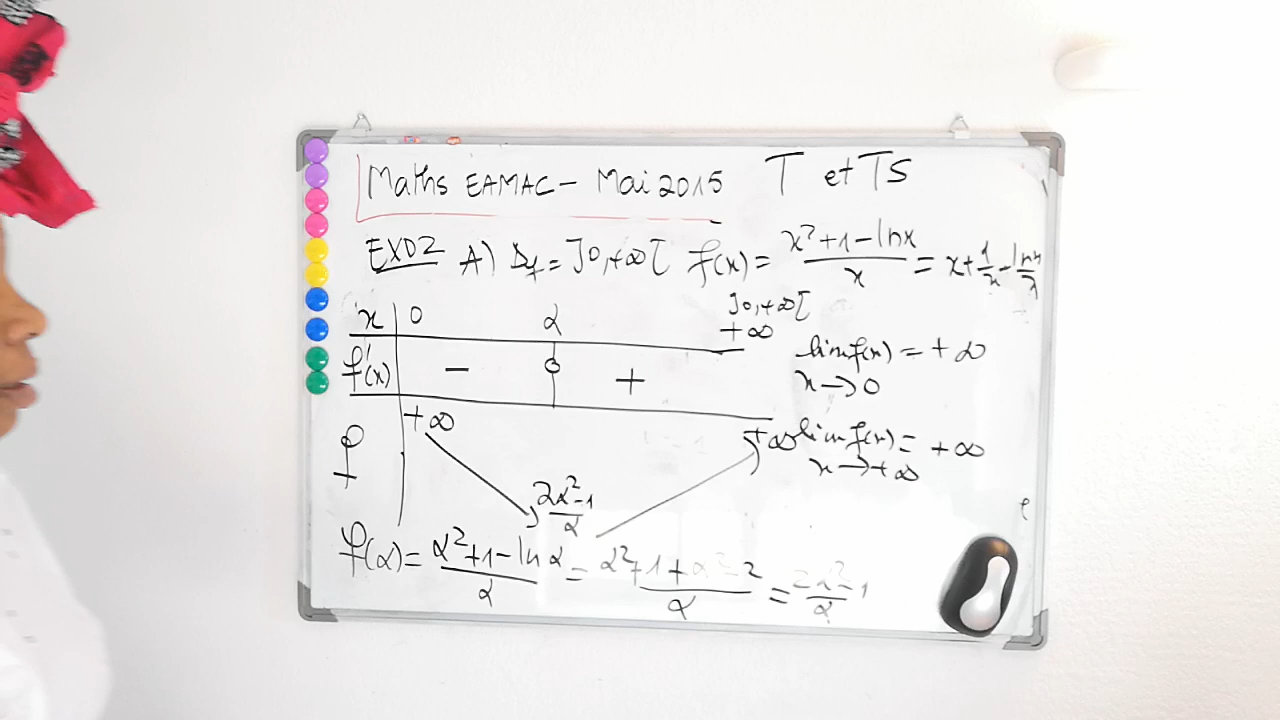 Maths EAMAC - Mai 2015 T et TS
EXO2 A) Df = ]0,+∞[ f(x) = (x²+1-lnx)/x = x+1/x-lnx/x
]0,+∞[
x 0 α +∞
f'(x) - 0 +
lim f(x) = +∞
x→0
f +∞ (2α²-1)/α +∞
lim f(x) = +∞
x→+∞
f(α) = (α²+1-lnα)/α = (α²+1+α²-2)/α = (2α²-1)/α